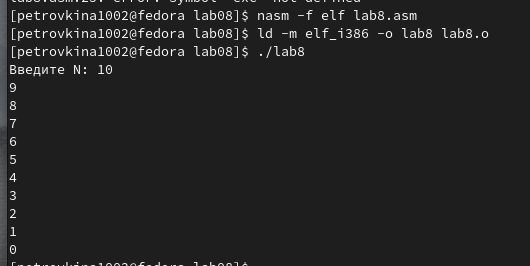 [petrovkina1002@fedora lab08]$ nasm -f elf lab8.asm
[petrovkina1002@fedora lab08]$ ld -m elf_i386 -o lab8 lab8.o
[petrovkina1002@fedora lab08]$ ./lab8
Введите N: 10
9
8
7
6
5
4
3
2
1
0